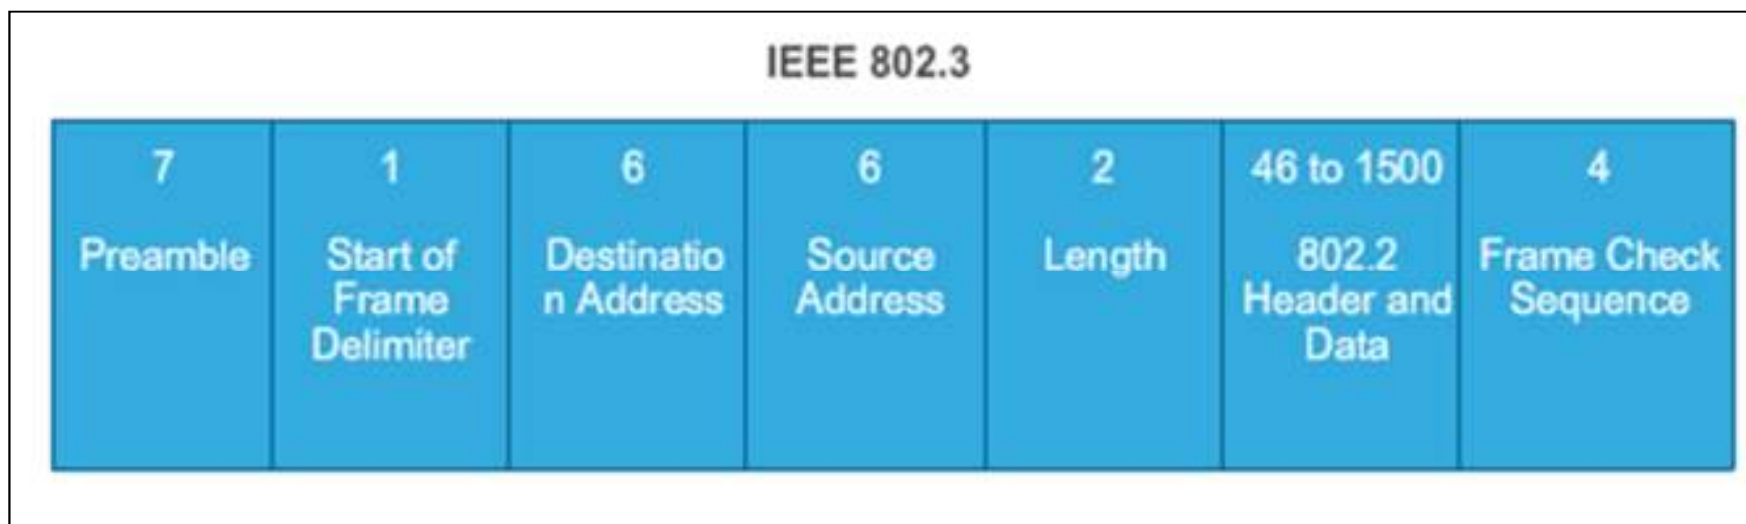 IEEE 802.3
7
Preamble
1
Start of
Frame
Delimiter
6
Destinatio
n Address
6
Source
Address
2
Length
46 to 1500
802.2
Header and
Data
4
Frame Check
Sequence